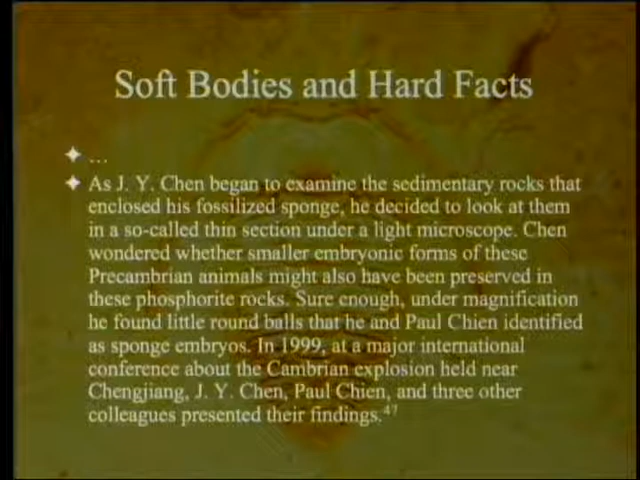 Soft Bodies and Hard Facts
...
As J. Y. Chen began to examine the sedimentary rocks that
enclosed his fossilized sponge, he decided to look at them
in a so-called thin section under a light microscope. Chen
wondered whether smaller embryonic forms of these
Precambrian animals might also have been preserved in
these phosphorite rocks. Sure enough, under magnification
he found little round balls that he and Paul Chien identified
as sponge embryos. In 1999, at a major international
conference about the Cambrian explosion held near
Chengjiang, J. Y. Chen, Paul Chien, and three other
colleagues presented their findings.47